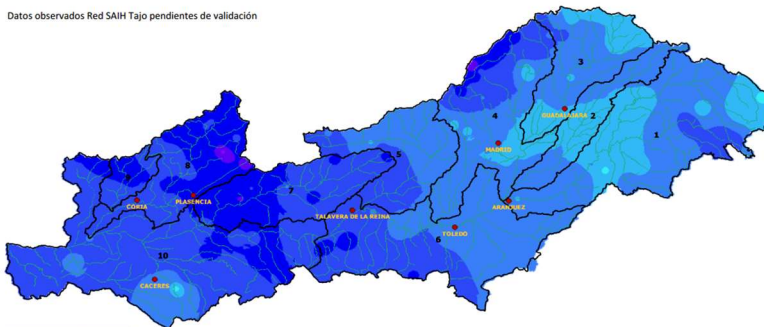 Datos observados Red SAIH Tajo pendientes de validación
3
4
GUADALAJARA
2
1
MADRID
5
8
9
7
CORIA
PLASENCIA
ARANJUEZ
TALAVERA DE LA REINA
TOLEDO
6
10
CACERES